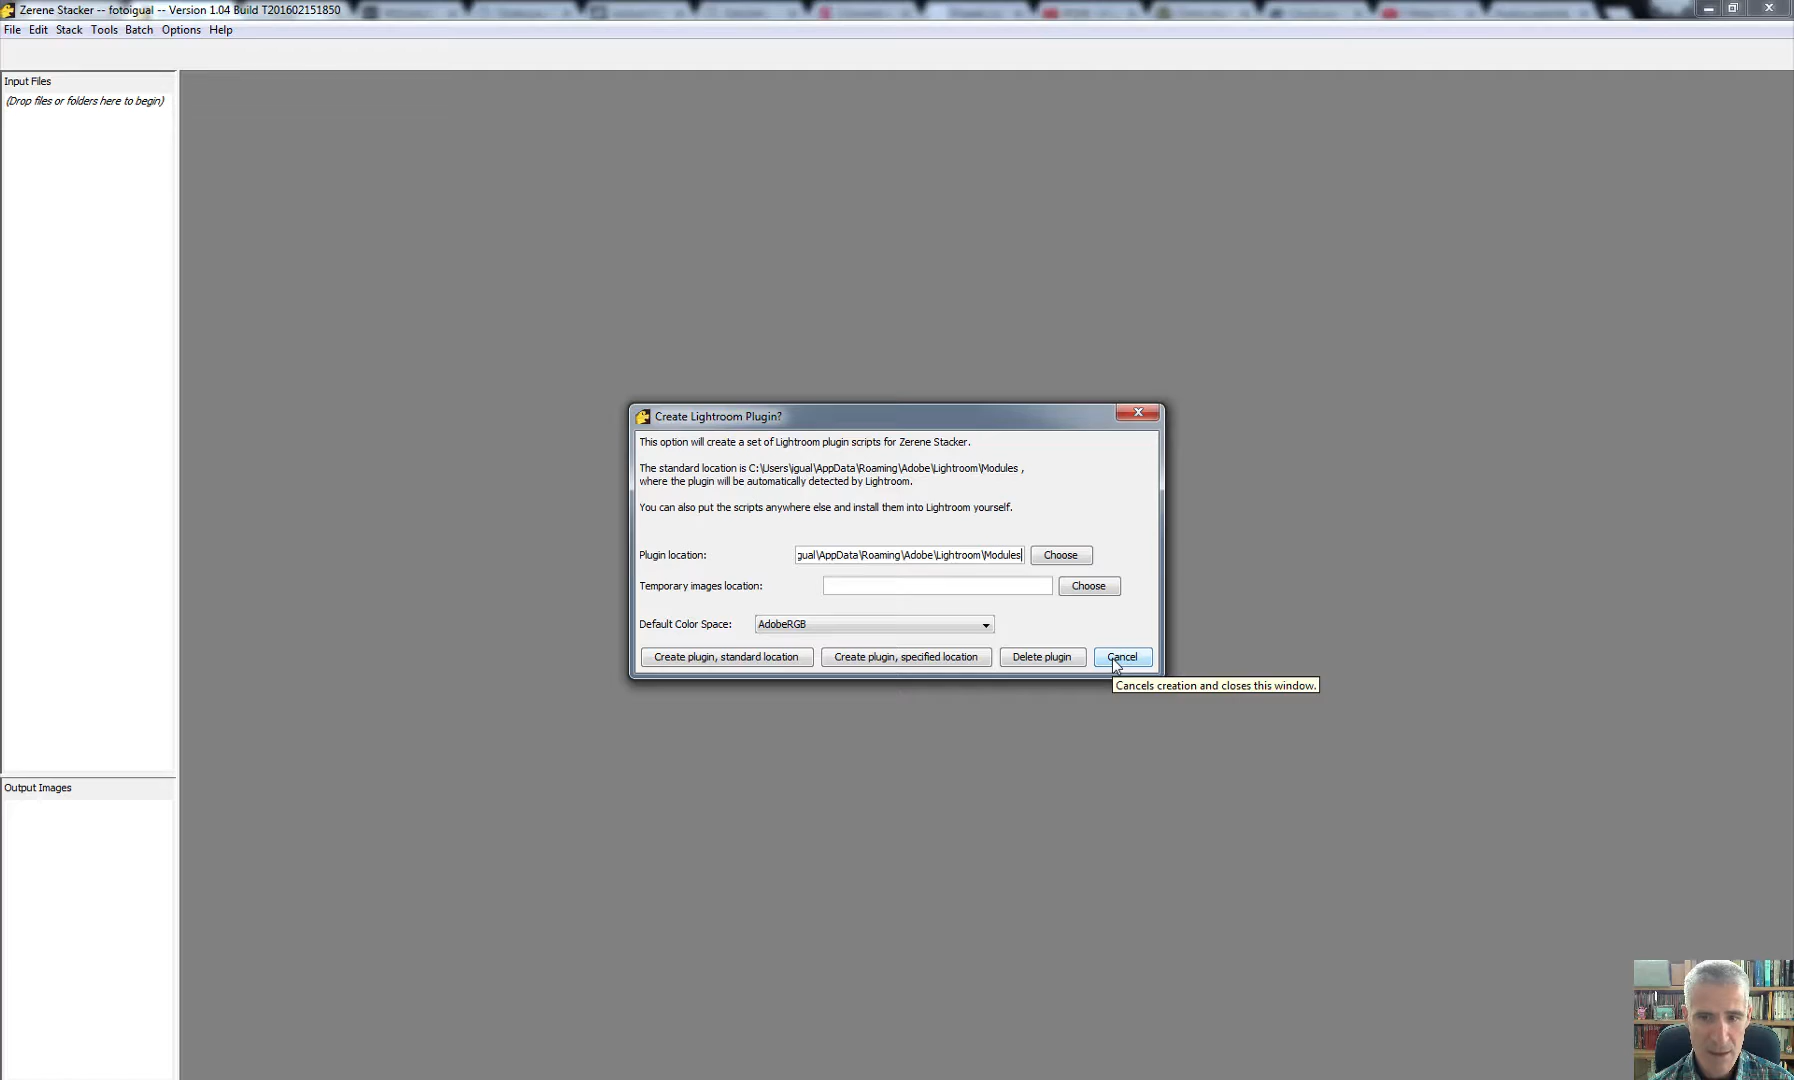 Zerene Stacker -- fotoigual -- Version 1.04 Build T201602151850
File Edit Stack Tools Batch Options Help
Input Files
(Drop files or folders here to begin)
Create Lightroom Plugin?
This option will create a set of Lightroom plugin scripts for Zerene Stacker.
The standard location is C:\Users\igual\AppData\Roaming\Adobe\Lightroom\Modules ,
where the plugin will be automatically detected by Lightroom.
You can also put the scripts anywhere else and install them into Lightroom yourself.
Plugin location: gual\AppData\Roaming\Adobe\Lightroom\Modules Choose
Temporary images location: Choose
Default Color Space: AdobeRGB
Create plugin, standard location Create plugin, specified location Delete plugin Cancel
Cancels creation and closes this window.
Output Images